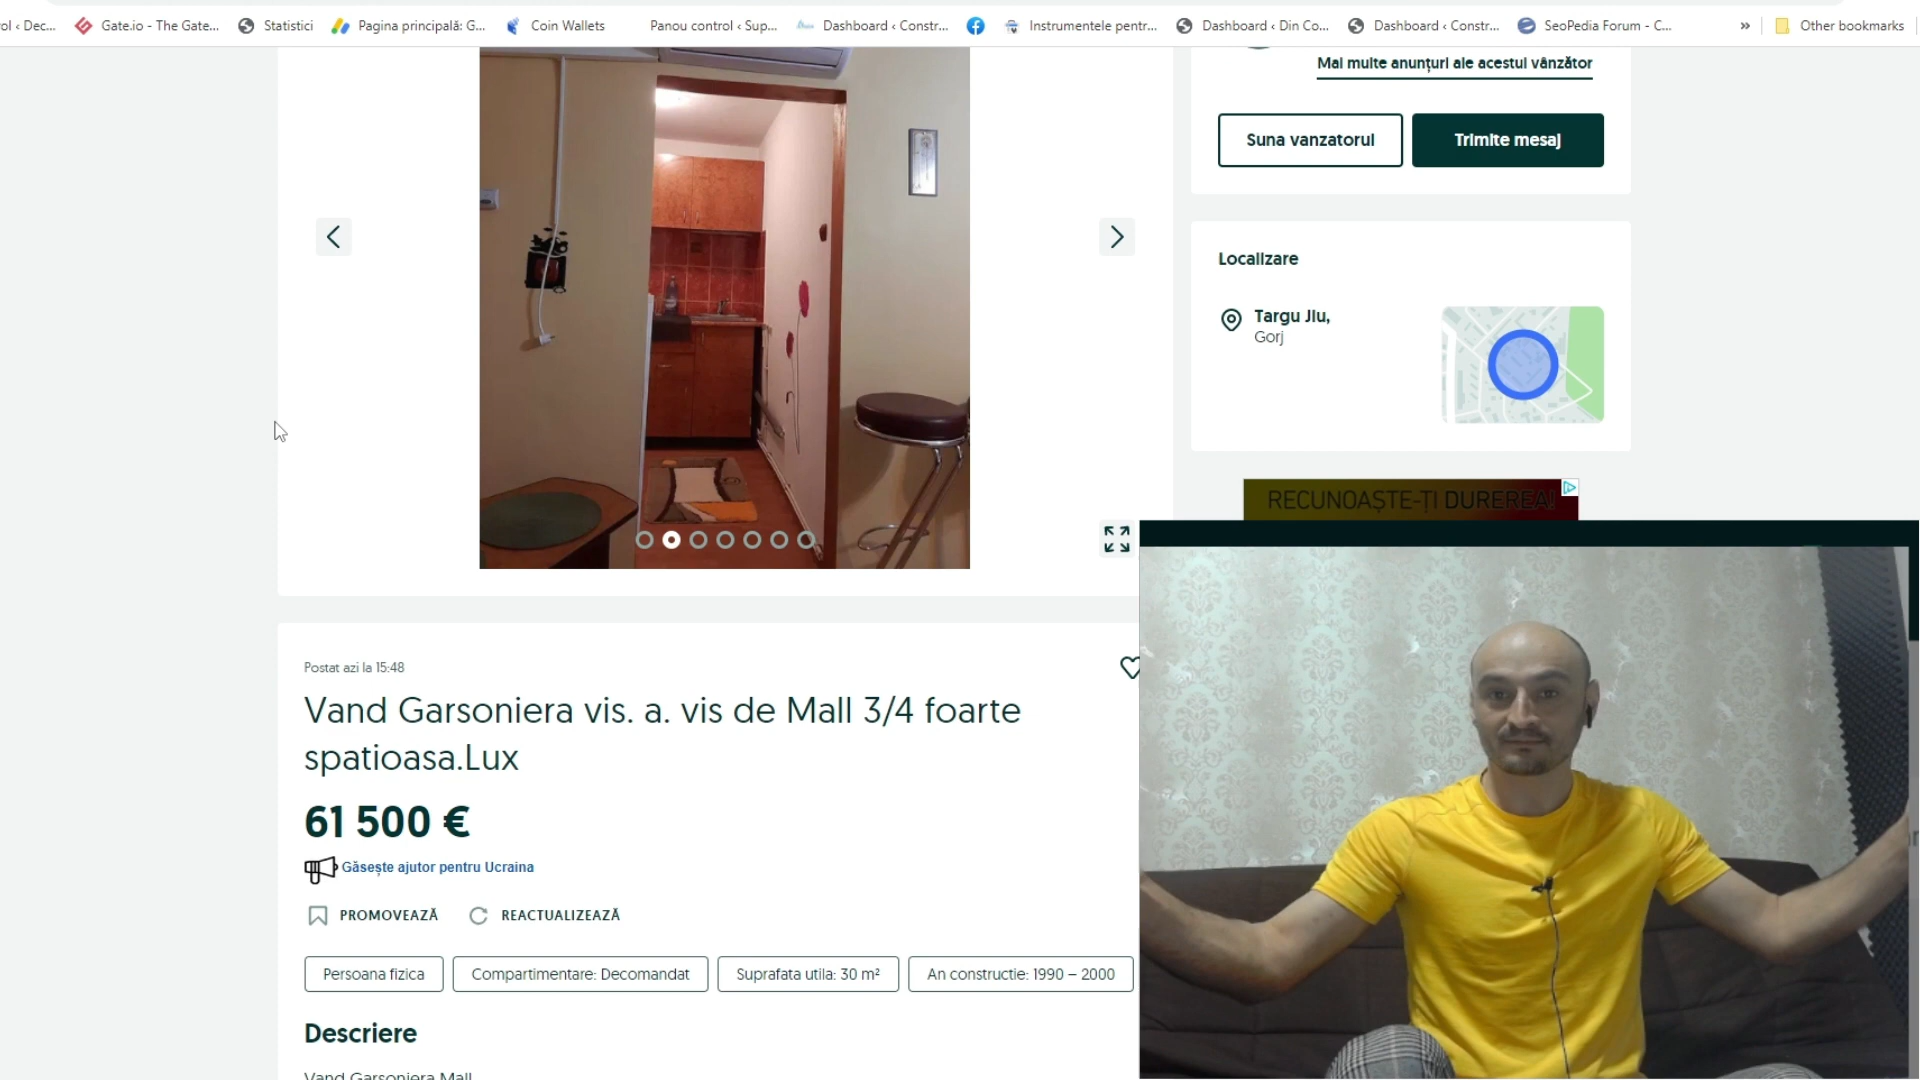 ol ‹ Dec...
Gate.io - The Gate...
Statistici
Pagina principală: G...
Coin Wallets
Panou control ‹ Sup...
Dashboard ‹ Constr...
Instrumentele pentr...
Dashboard ‹ Din Co...
Dashboard ‹ Constr...
SeoPedia Forum - C...
»
Other bookmarks
Mai multe anunțuri ale acestui vânzător
Suna vanzatorul
Trimite mesaj
Localizare
Targu Jiu,
Gorj
RECUNOAȘTE-ȚI DUREREA!
Postat azi la 15:48
Vand Garsoniera vis. a. vis de Mall 3/4 foarte
spatioasa.Lux
61 500 €
Găsește ajutor pentru Ucraina
PROMOVEAZĂ
REACTUALIZEAZĂ
Persoana fizica
Compartimentare: Decomandat
Suprafata utila: 30 m²
An constructie: 1990 – 2000
Descriere
Vand Garsoniera Mall